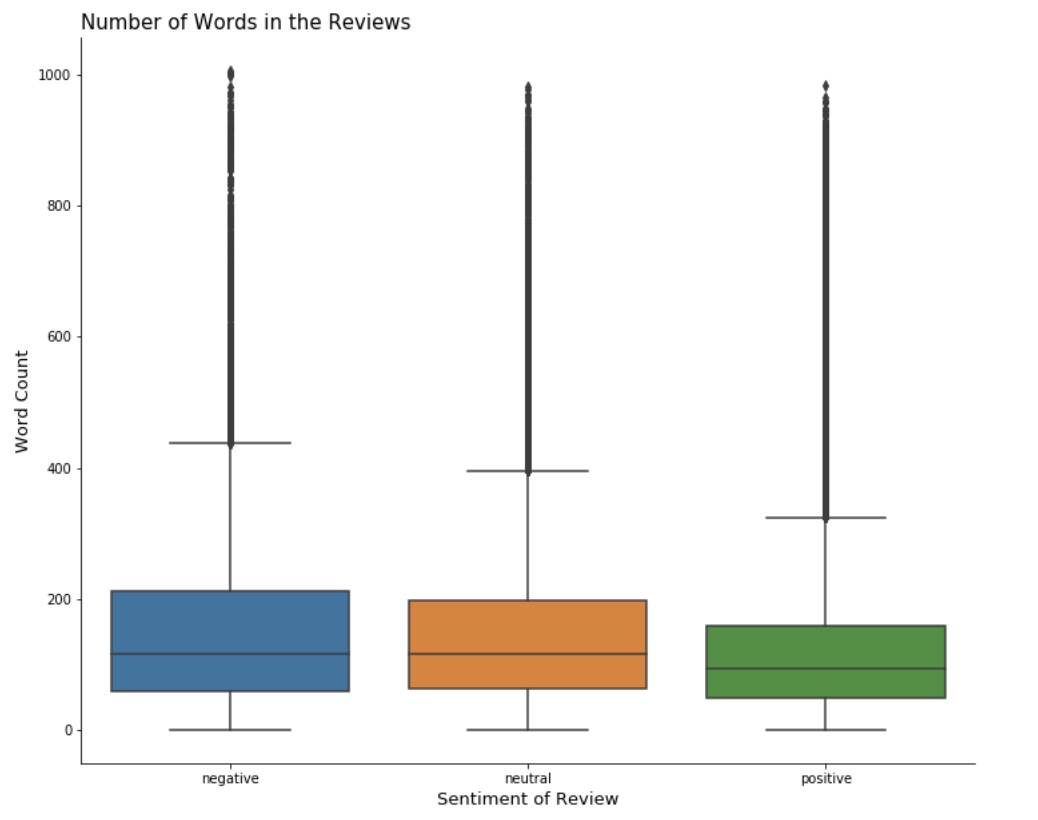 Number of Words in the Reviews
1000
800
600
400
200
0
Word Count
negative neutral positive
Sentiment of Review